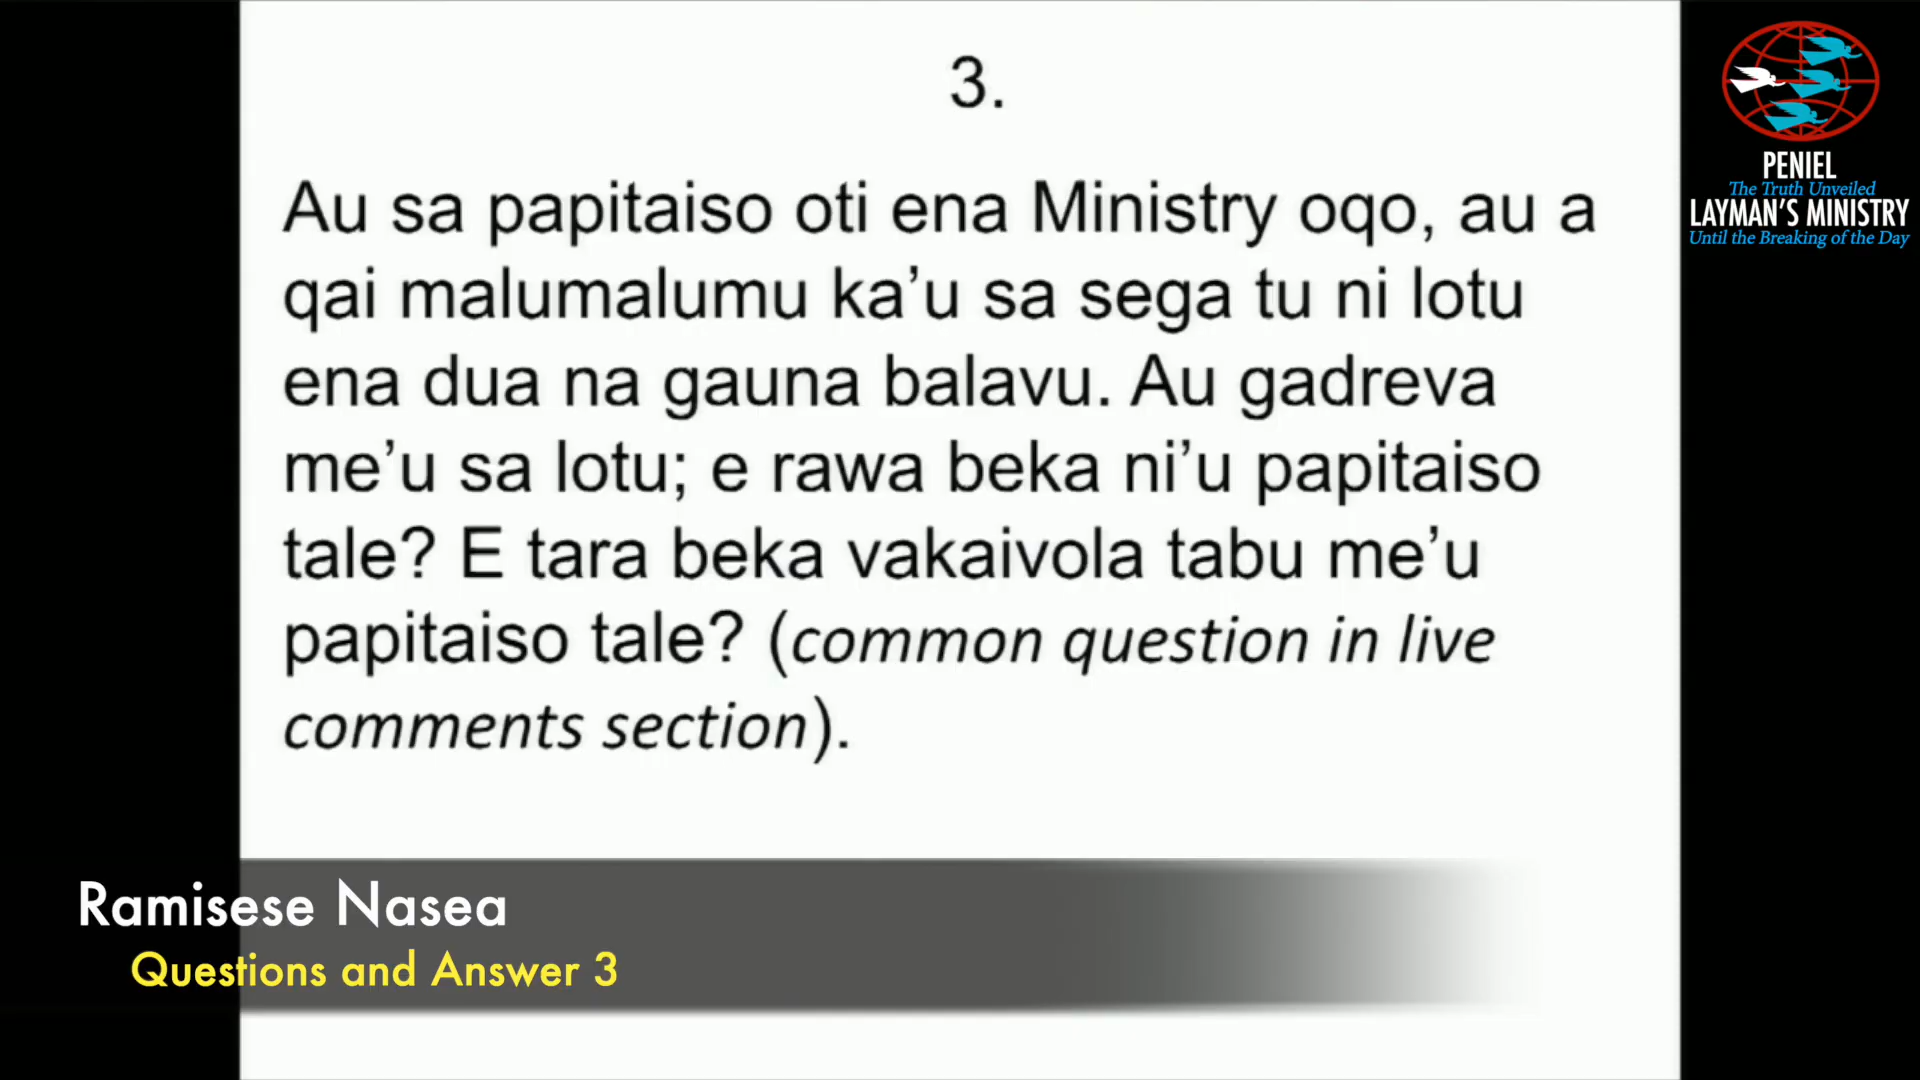 3.
Au sa papitaiso oti ena Ministry oqo, au a
qai malumalumu ka’u sa sega tu ni lotu
ena dua na gauna balavu. Au gadreva
me’u sa lotu; e rawa beka ni’u papitaiso
tale? E tara beka vakaivola tabu me’u
papitaiso tale? (common question in live
comments section).
PENIEL
The Truth Unveiled
LAYMAN'S MINISTRY
Until the Breaking of the Day
Ramisese Nasea
Questions and Answer 3